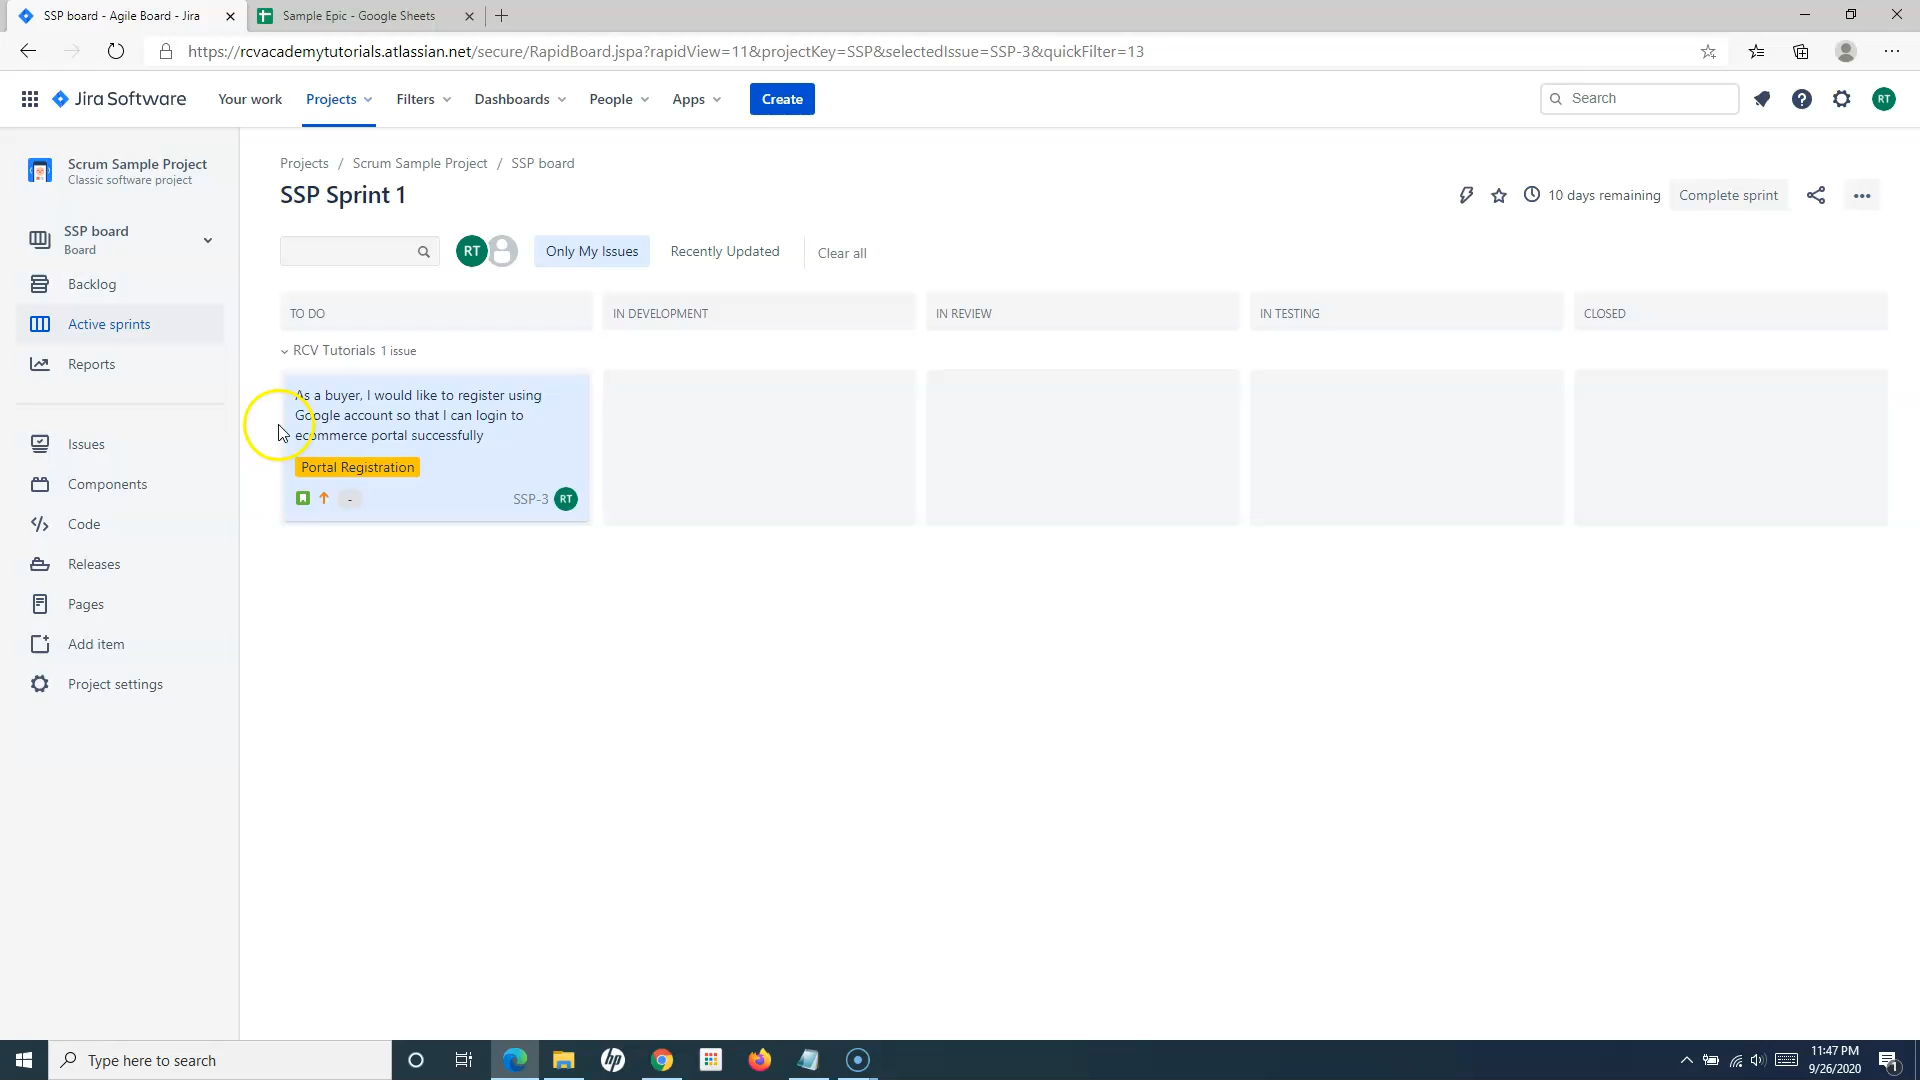 SSP board - Agile Board - Jira
Sample Epic - Google Sheets
https://rcvacademytutorials.atlassian.net/secure/RapidBoard.jspa?rapidView=11&projectKey=SSP&selectedIssue=SSP-3&quickFilter=13
Jira Software Your work Projects Filters Dashboards People Apps Create Search RT
Scrum Sample Project
Classic software project
SSP board
Board
Backlog
Active sprints
Reports
Issues
Components
Code
Releases
Pages
Add item
Project settings
Projects / Scrum Sample Project / SSP board
SSP Sprint 1
10 days remaining Complete sprint
RT Only My Issues Recently Updated Clear all
TO DO IN DEVELOPMENT IN REVIEW IN TESTING CLOSED
RCV Tutorials 1 issue
As a buyer, I would like to register using
Google account so that I can login to
ecommerce portal successfully
Portal Registration
- SSP-3 RT
Type here to search
hp
11:47 PM
9/26/2020
1